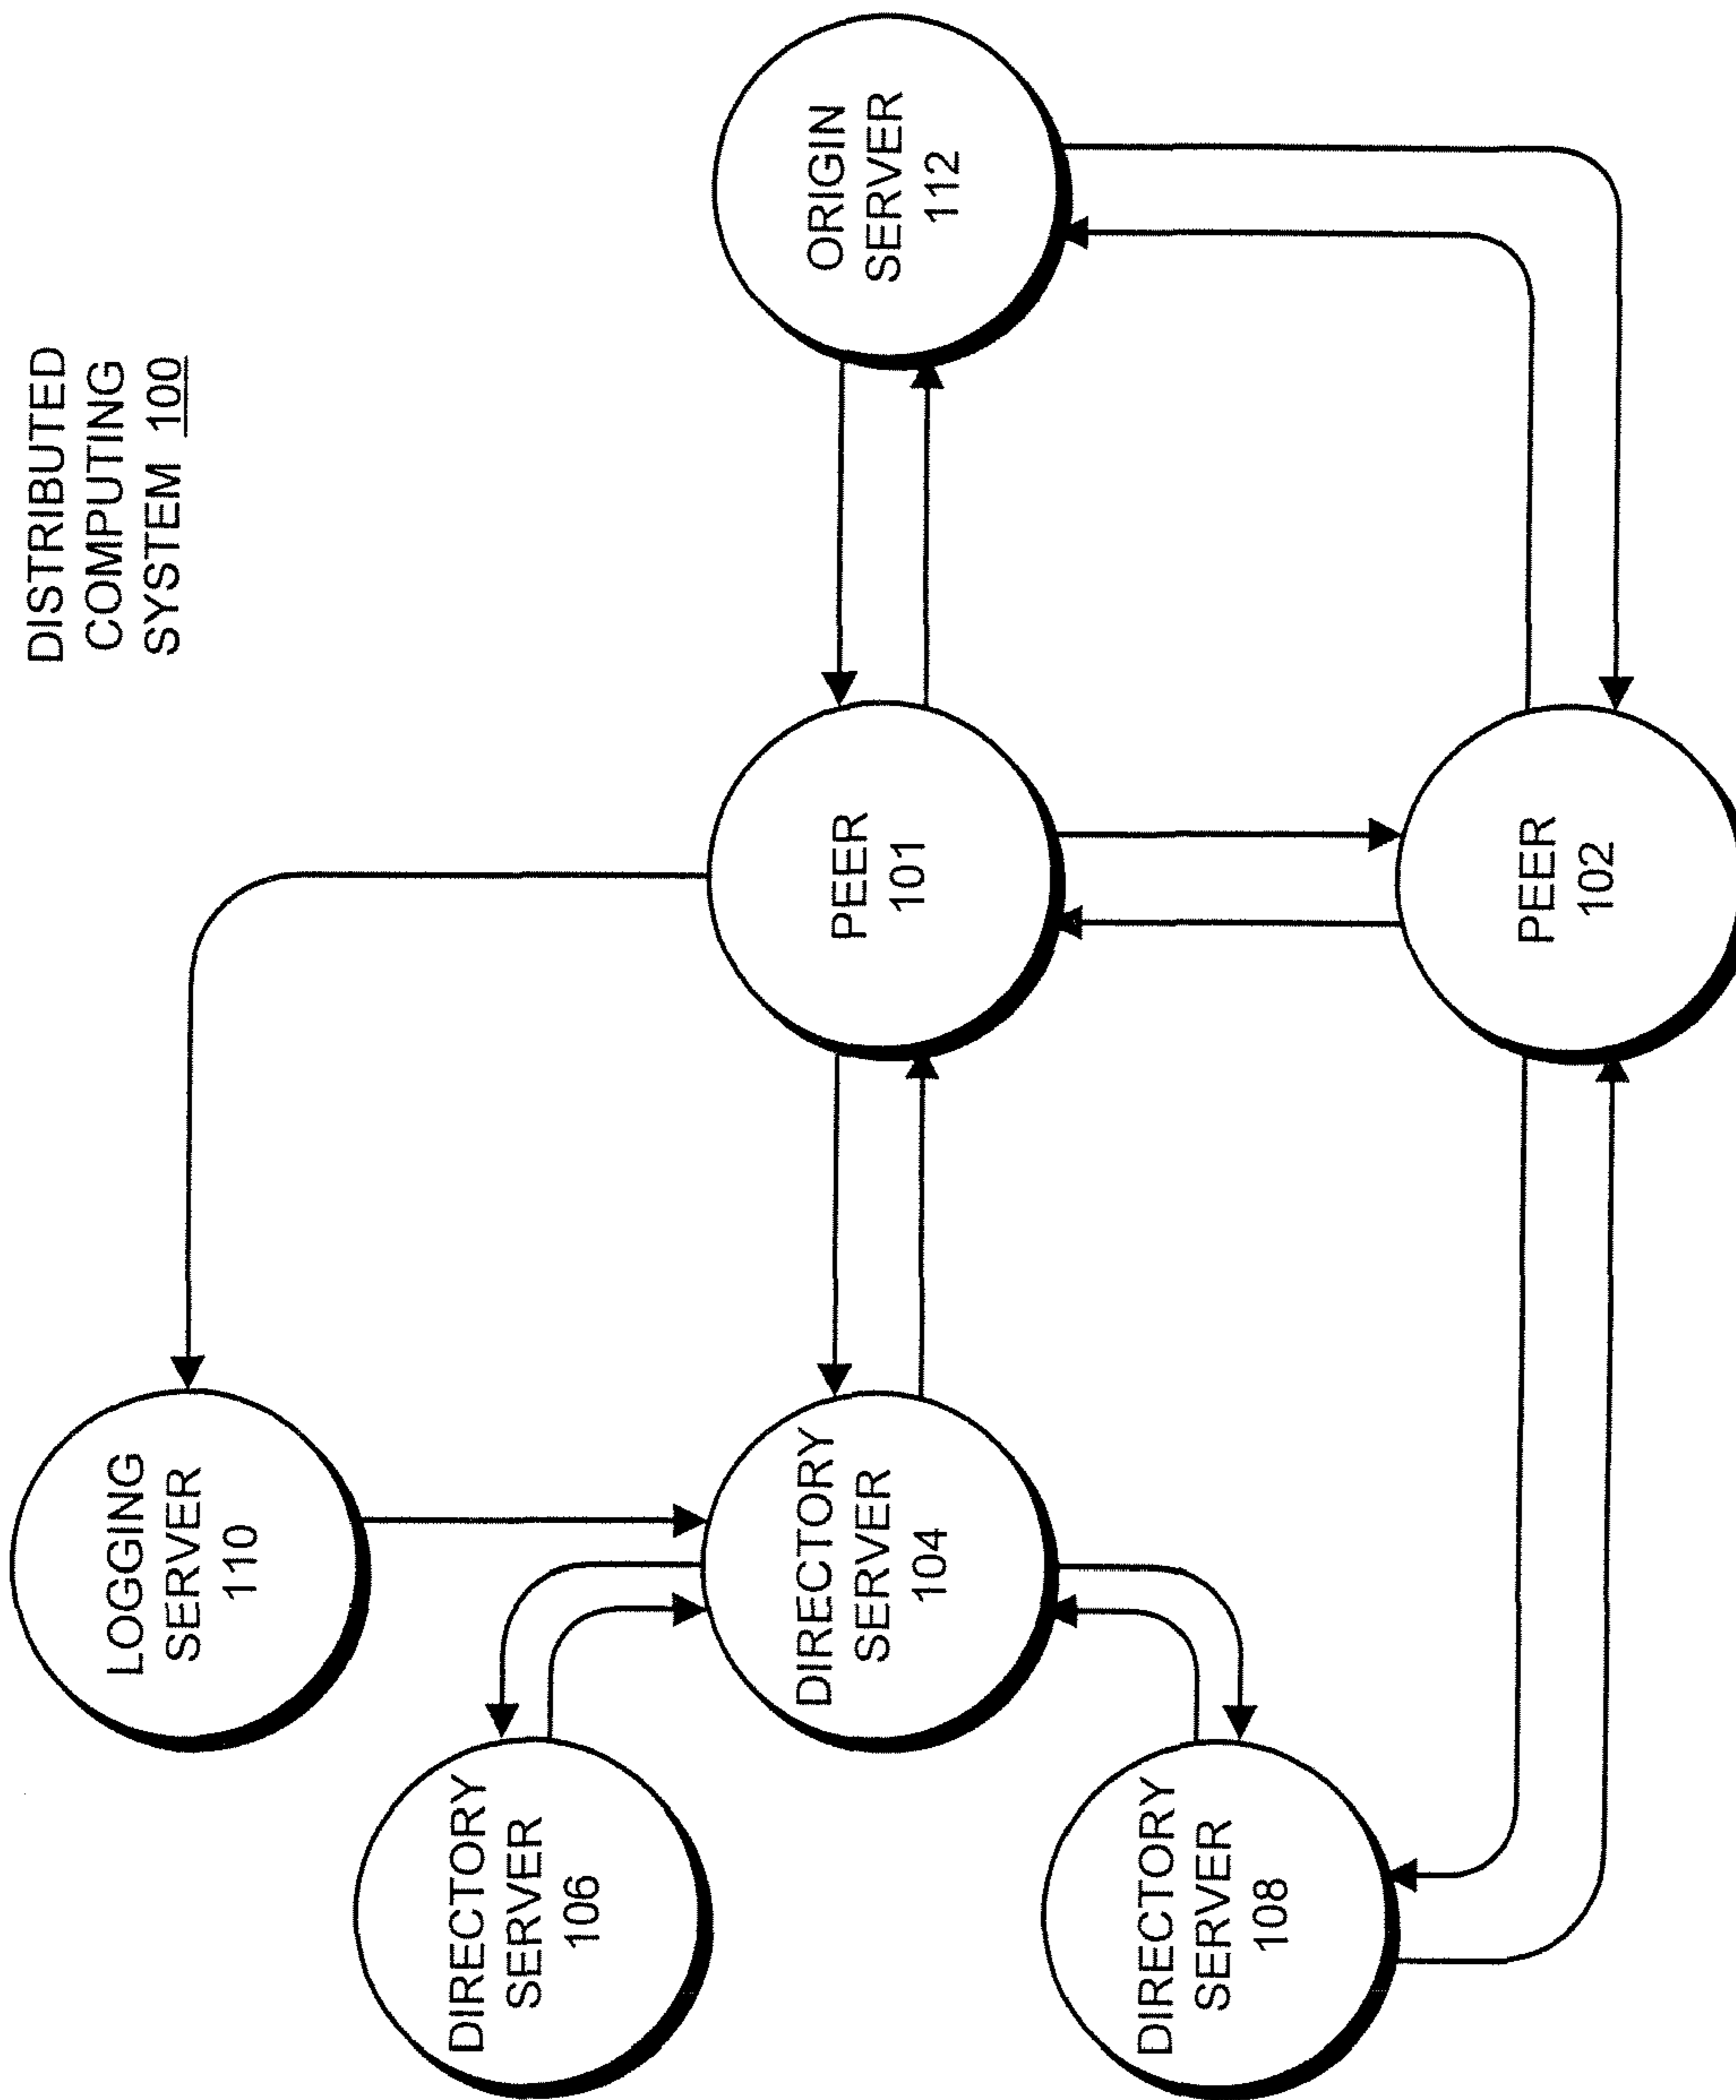 DISTRIBUTED
COMPUTING
SYSTEM 100
LOGGING
SERVER
110
DIRECTORY
SERVER
106
DIRECTORY
SERVER
104
DIRECTORY
SERVER
108
PEER
101
PEER
102
ORIGIN
SERVER
112